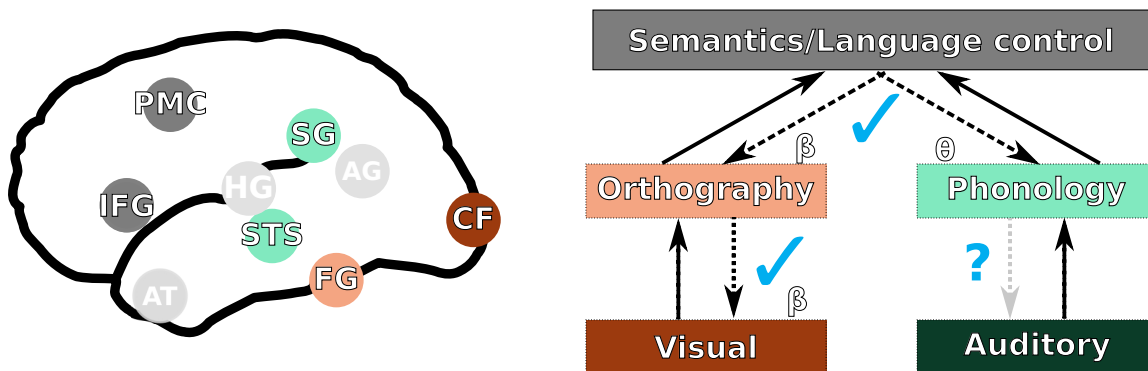 PMC
SG
AG
HG
IFG
CF
STS
FG
AT
Semantics/Language control
β
θ
Orthography
Phonology
?
β
Visual
Auditory